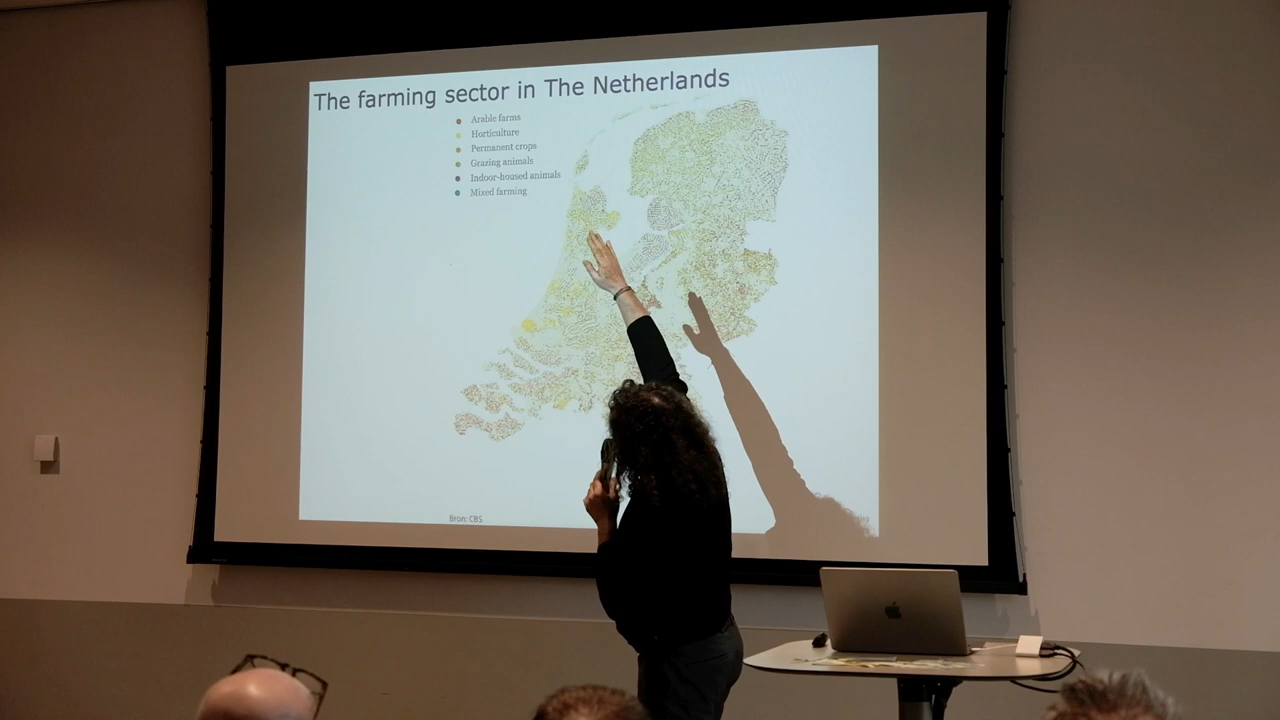 The farming sector in The Netherlands
Arable farms
Horticulture
Permanent crops
Grazing animals
Indoor-housed animals
Mixed farming
Bron: CBS